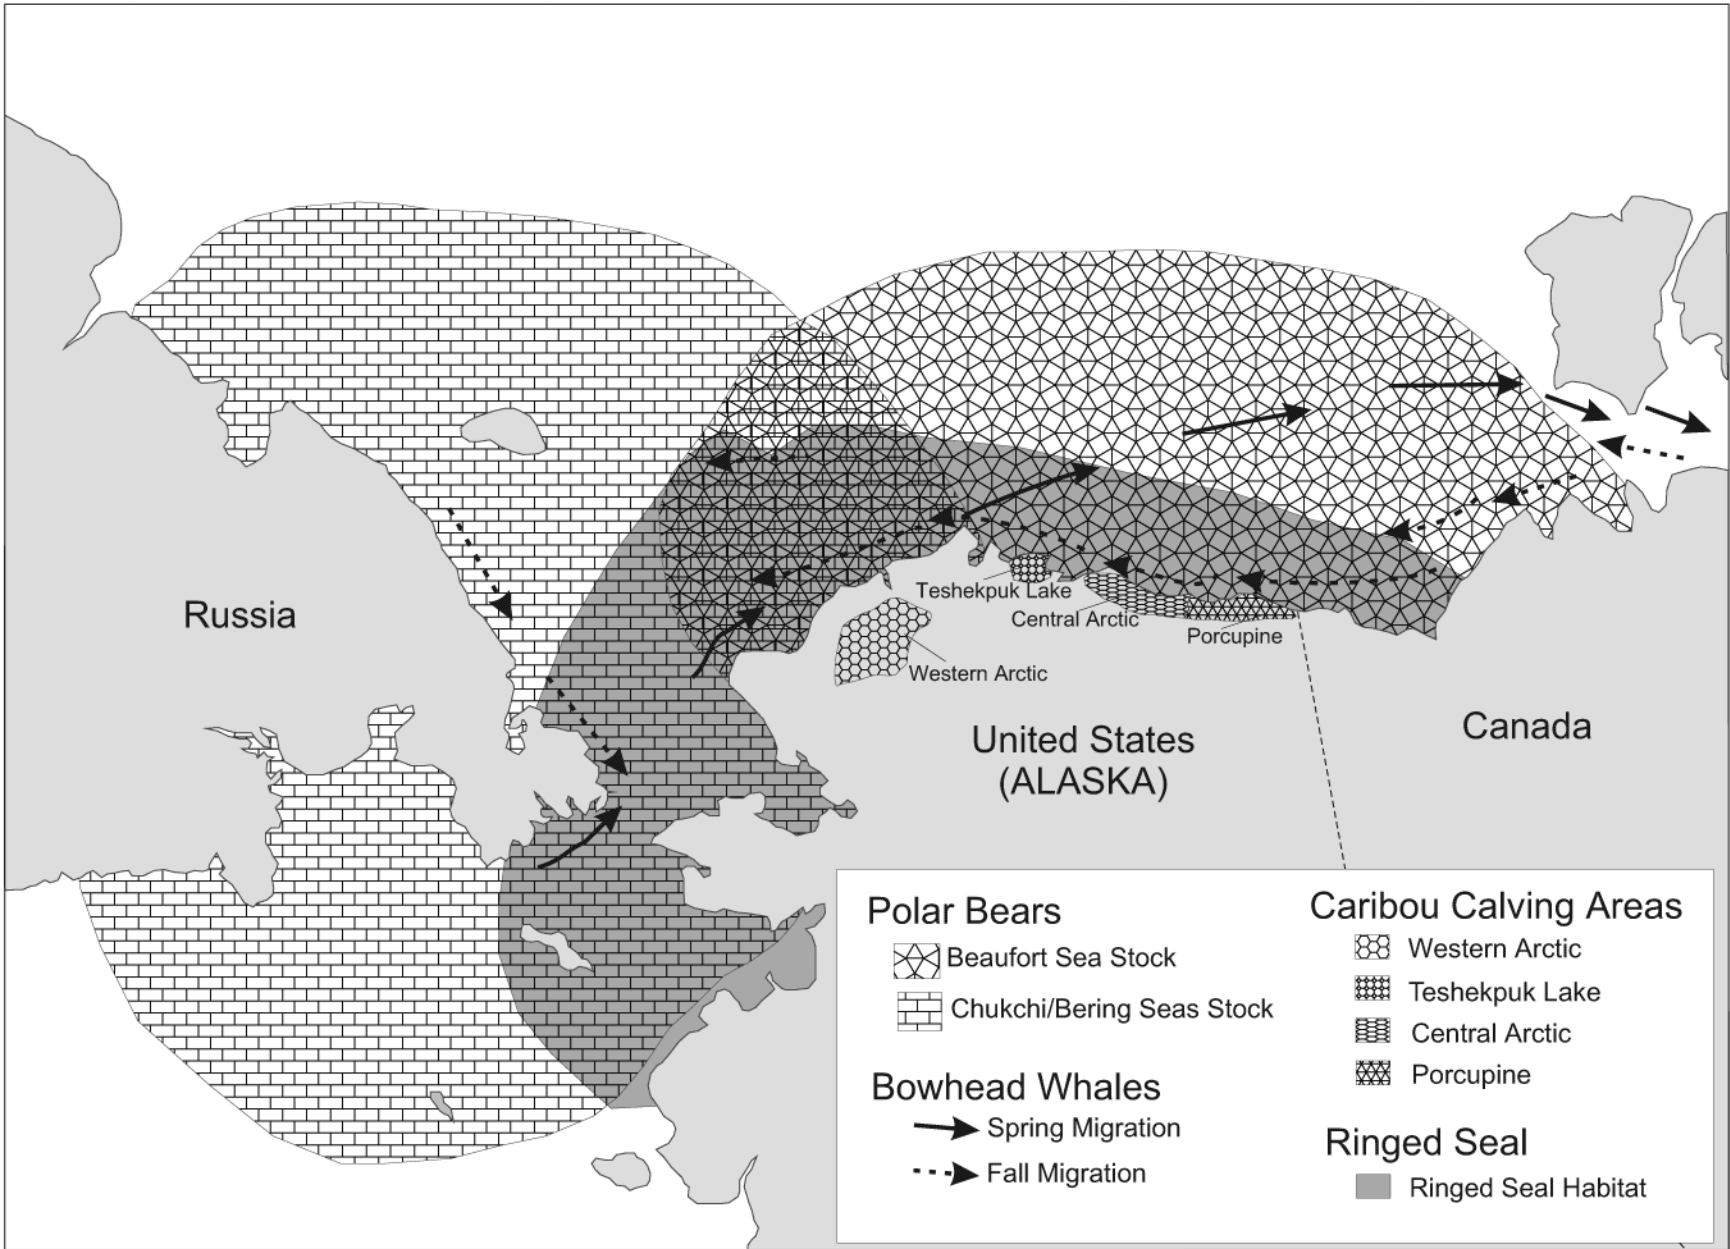 Russia
Teshekpuk Lake
Central Arctic
Porcupine
Western Arctic
United States
(ALASKA)
Canada
Polar Bears
Beaufort Sea Stock
Chukchi/Bering Seas Stock
Bowhead Whales
Spring Migration
Fall Migration
Caribou Calving Areas
Western Arctic
Teshekpuk Lake
Central Arctic
Porcupine
Ringed Seal
Ringed Seal Habitat